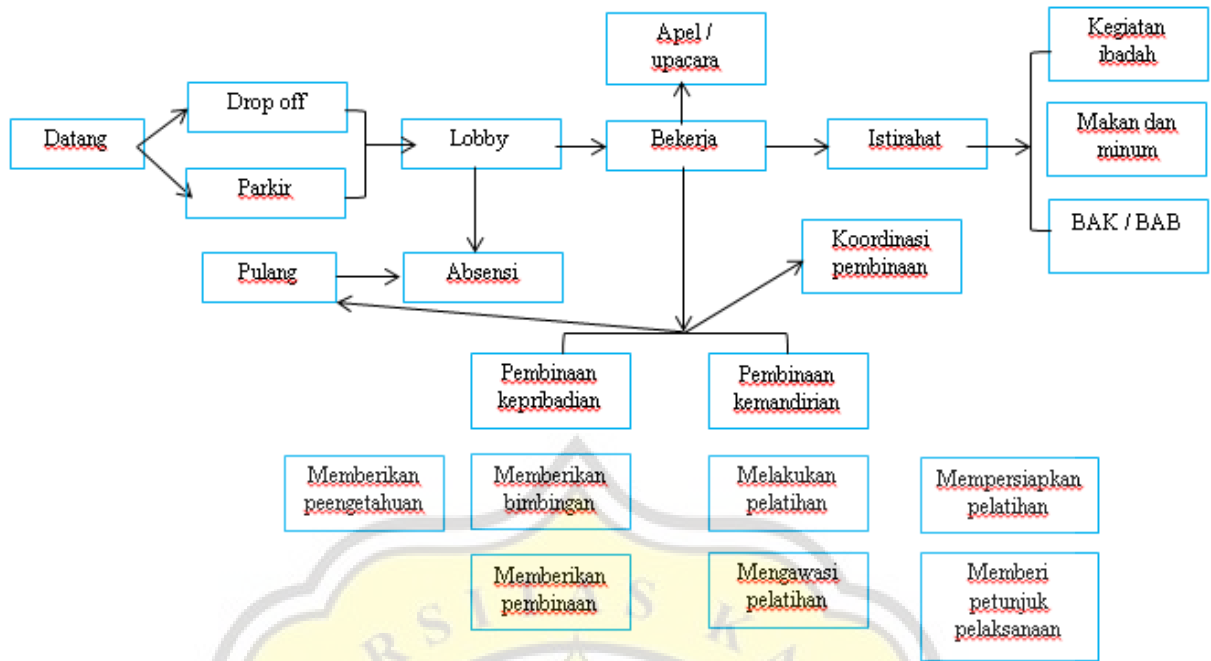 Apel /
upacara
Kegiatan
ibadah
Drop off
Datang
Lobby
Bekerja
Istirahat
Makan dan
minum
Parkir
BAK / BAB
Koordinasi
pembinaan
Pulang
Absensi
Pembinaan
kepribadian
Pembinaan
kemandirian
Memberikan
peengetahuan
Memberikan
bimbingan
Melakukan
pelatihan
Mempersiapkan
pelatihan
Memberikan
pembinaan
Mengawasi
pelatihan
Memberi
petunjuk
pelaksanaan
RSITAS KA